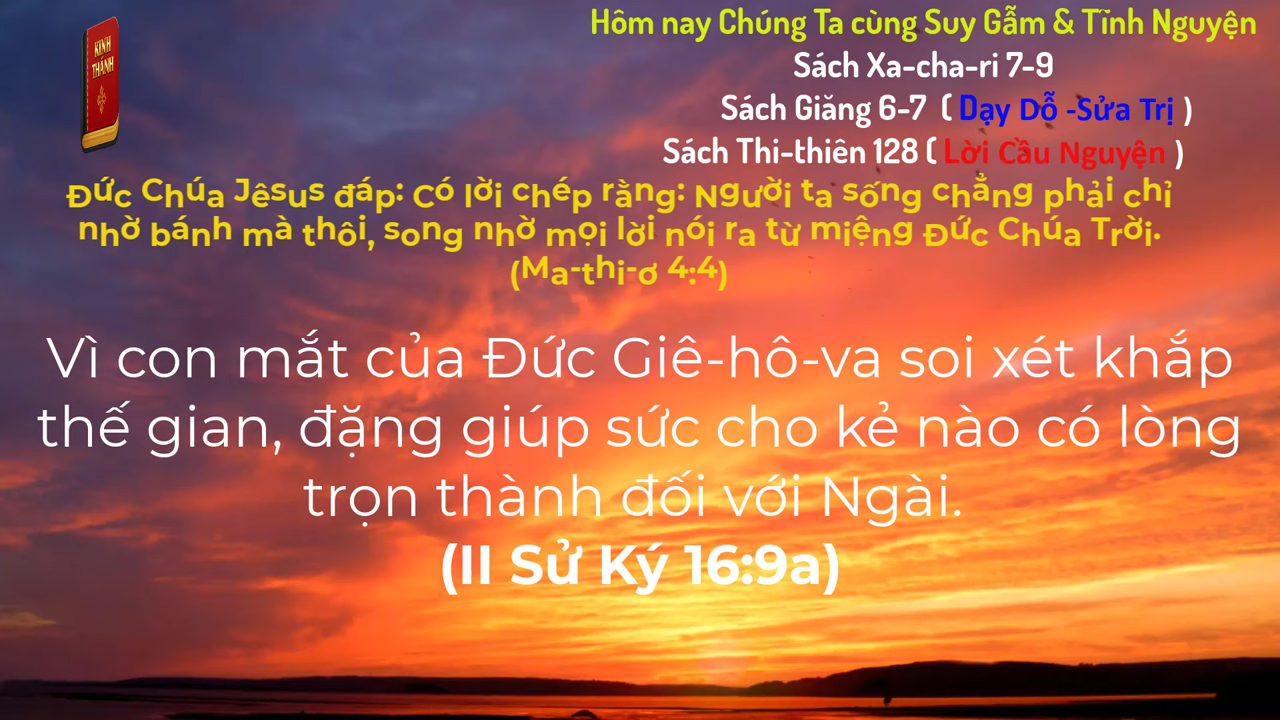 KINH
THÁNH
Hôm nay Chúng Ta cùng Suy Gẫm & Tĩnh Nguyện
Sách Xa-cha-ri 7-9
Sách Giăng 6-7 ( Dạy Dỗ -Sửa Trị )
Sách Thi-thiên 128 ( Lời Cầu Nguyện )
Đức Chúa Jêsus đáp: Có lời chép rằng: Người ta sống chẳng phải chỉ
nhờ bánh mà thôi, song nhờ mọi lời nói ra từ miệng Đức Chúa Trời.
(Ma-thi-ơ 4:4)
Vì con mắt của Đức Giê-hô-va soi xét khắp
thế gian, đặng giúp sức cho kẻ nào có lòng
trọn thành đối với Ngài.
(II Sử Ký 16:9a)